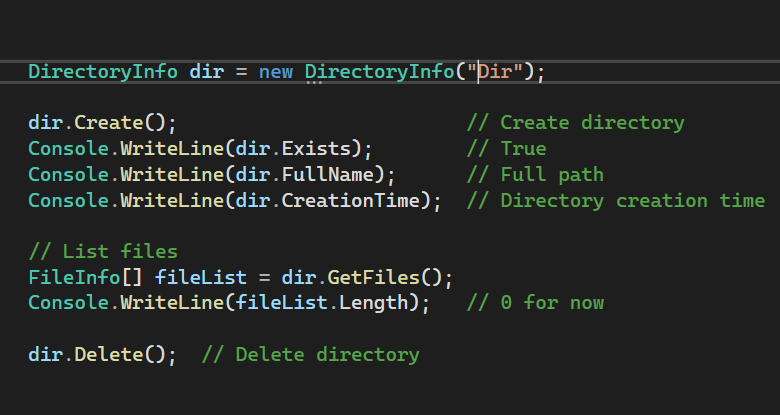 DirectoryInfo dir = new DirectoryInfo("Dir");
dir.Create();                         // Create directory
Console.WriteLine(dir.Exists);        // True
Console.WriteLine(dir.FullName);      // Full path
Console.WriteLine(dir.CreationTime);  // Directory creation time
// List files
FileInfo[] fileList = dir.GetFiles();
Console.WriteLine(fileList.Length);   // 0 for now
dir.Delete();  // Delete directory